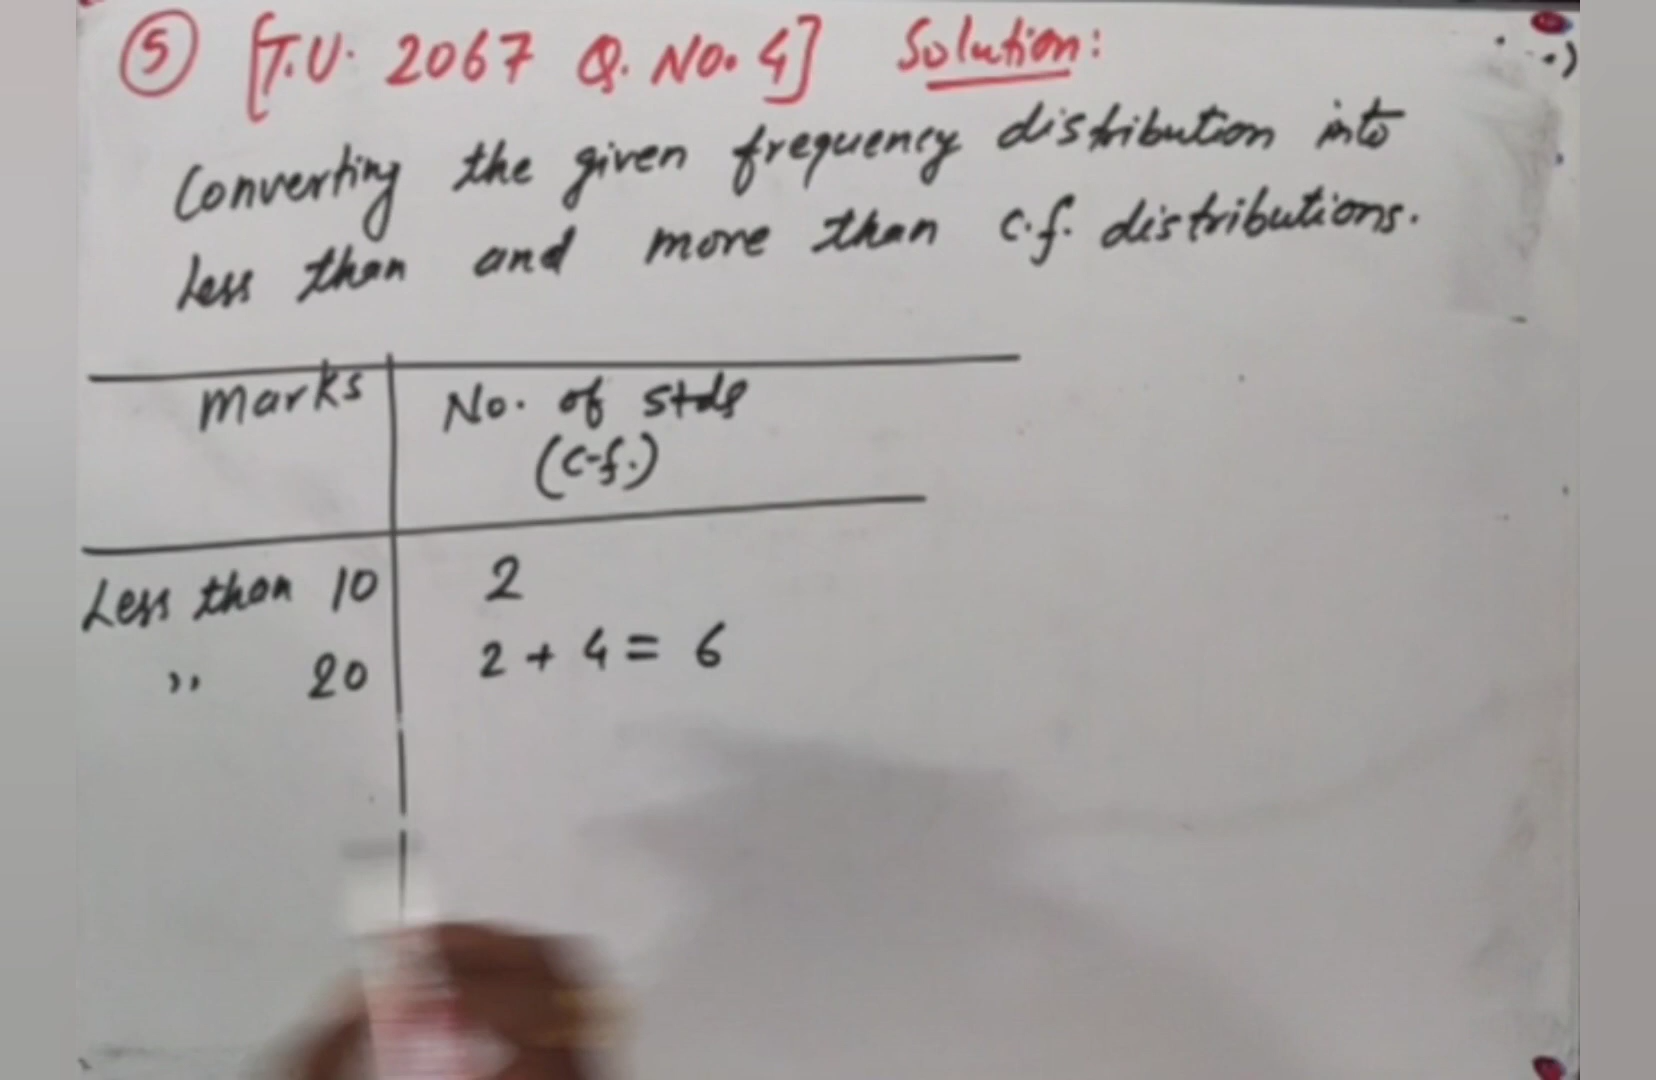 5 [T.U. 2067 Q. No. 4] Solution:
Converting the given frequency distribution into
Less than and more than c.f. distributions.
Marks No. of stds
(c.f.)
Less than 10 2
,, 20 2 + 4 = 6